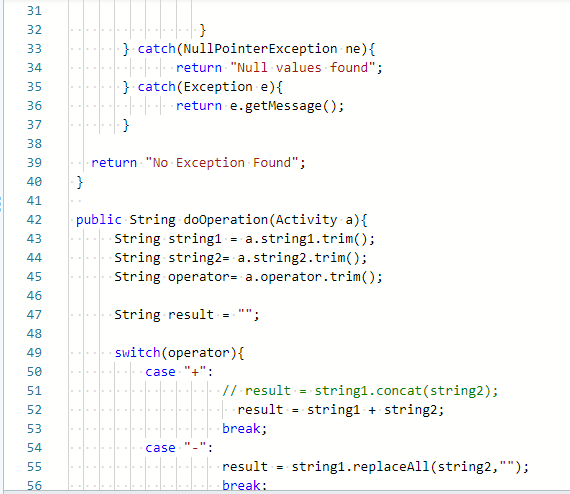 31
32 }
33 } catch(NullPointerException ne){
34 return "Null values found";
35 } catch(Exception e){
36 return e.getMessage();
37 }
38
39 return "No Exception Found";
40 }
41
42 public String doOperation(Activity a){
43 String string1 = a.string1.trim();
44 String string2= a.string2.trim();
45 String operator= a.operator.trim();
46
47 String result = "";
48
49 switch(operator){
50 case "+":
51 // result = string1.concat(string2);
52 result = string1 + string2;
53 break;
54 case "-":
55 result = string1.replaceAll(string2,"");
56 break;